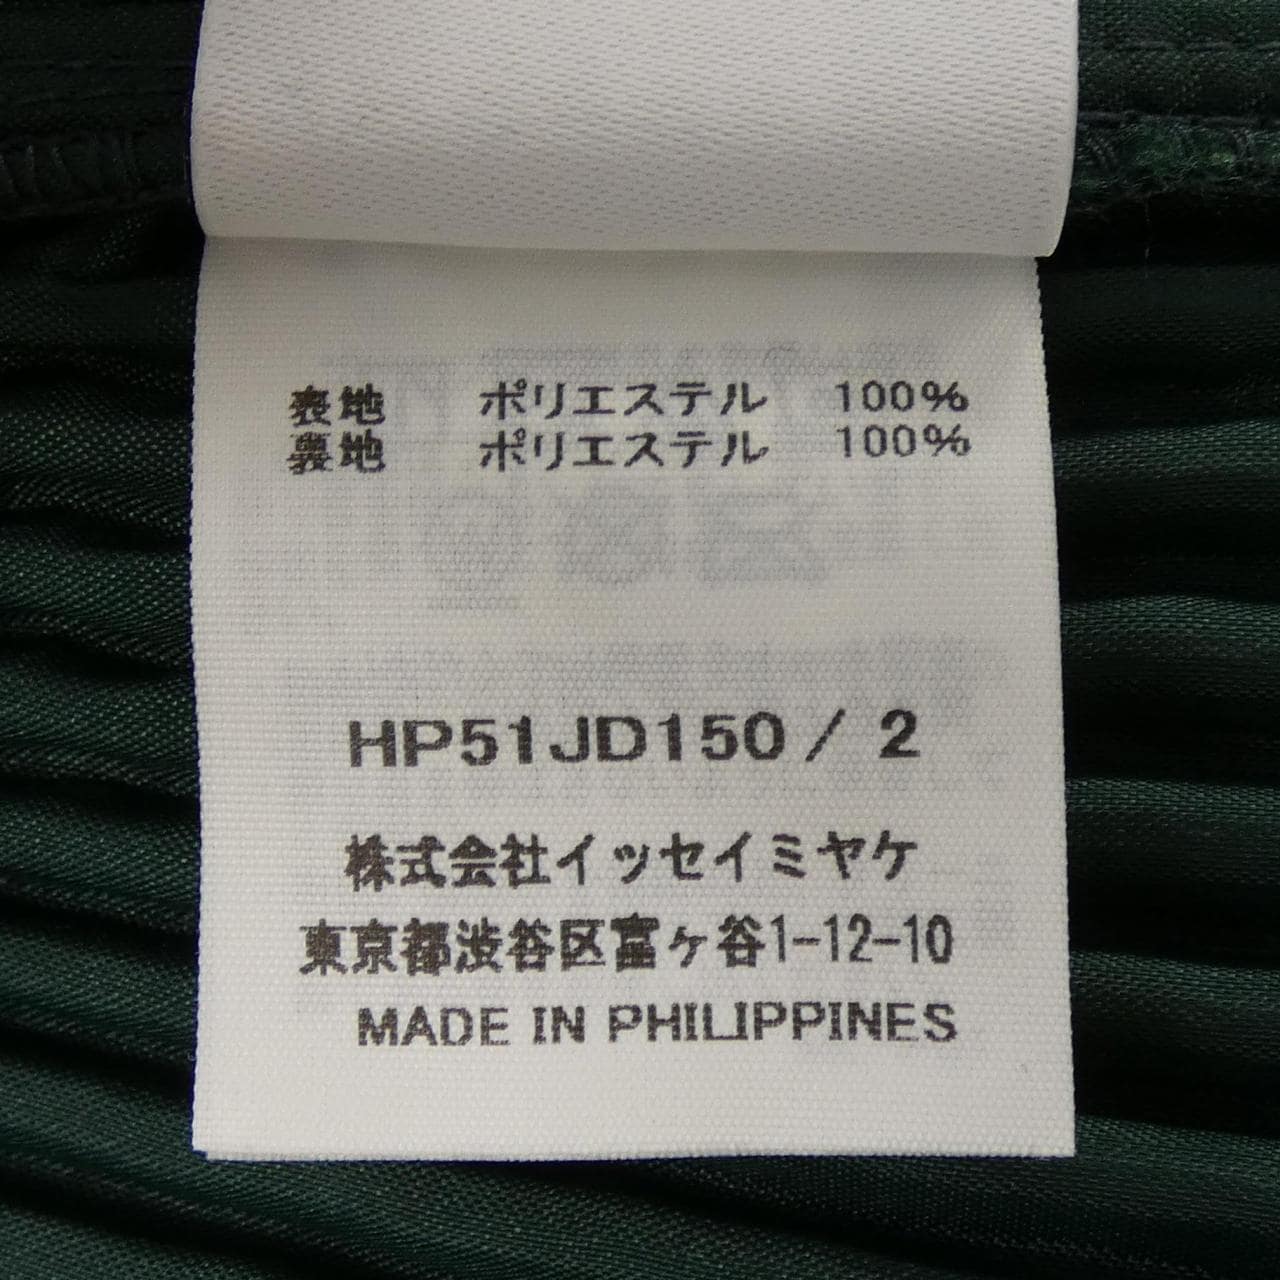 表地 ポリエステル 100%
裏地 ポリエステル 100%
HP51JD150 / 2
株式会社イッセイミヤケ
東京都渋谷区富ヶ谷1-12-10
MADE IN PHILIPPINES